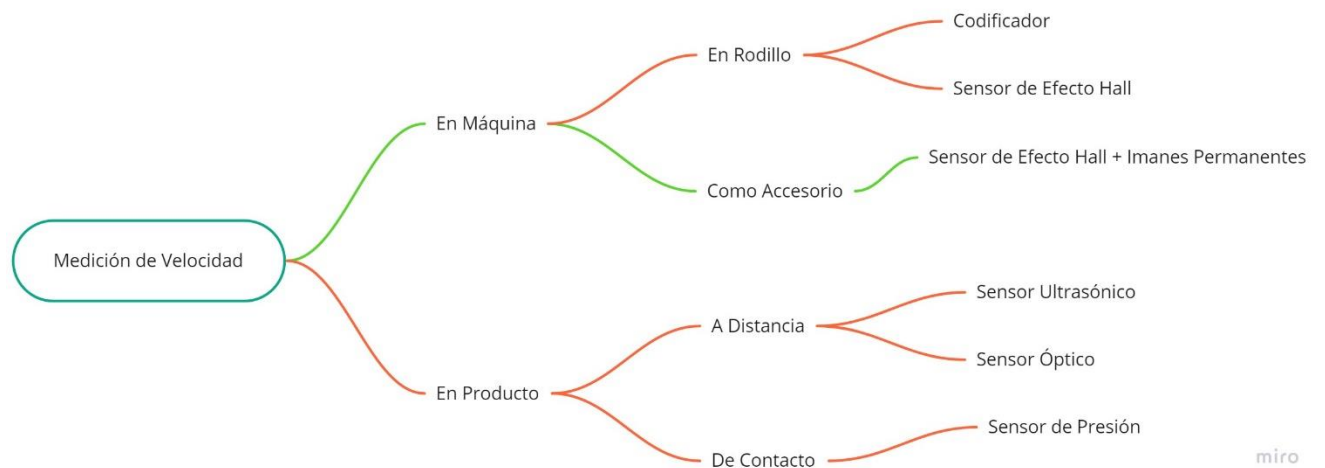 Codificador
En Rodillo
Sensor de Efecto Hall
En Máquina
Sensor de Efecto Hall + Imanes Permanentes
Como Accesorio
Medición de Velocidad
Sensor Ultrasónico
A Distancia
Sensor Óptico
En Producto
Sensor de Presión
De Contacto
miro